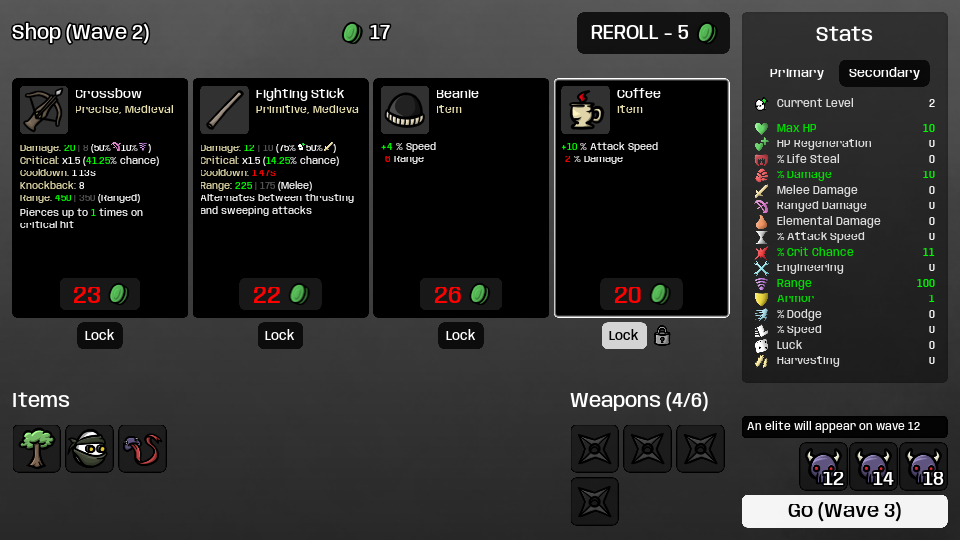 Shop (Wave 2)
17
REROLL - 5
Crossbow
Precise, Medieval
Damage: 20 | 8 (50% 10% )
Critical: x1.5 (41.25% chance)
Cooldown: 1.13s
Knockback: 8
Range: 450 | 350 (Ranged)
Pierces up to 1 times on
critical hit
23
Lock
Fighting Stick
Primitive, Medieva
Damage: 12 | 10 (75% 50% )
Critical: x1.5 (14.25% chance)
Cooldown: 1.47s
Range: 225 | 175 (Melee)
Alternates between thrusting
and sweeping attacks
22
Lock
Beanie
Item
+4 % Speed
6 Range
26
Lock
Coffee
Item
+10 % Attack Speed
2 % Damage
20
Lock
Stats
Primary
Secondary
Current Level 2
Max HP 10
HP Regeneration 0
% Life Steal 0
% Damage 10
Melee Damage 0
Ranged Damage 0
Elemental Damage 0
% Attack Speed 0
% Crit Chance 11
Engineering 0
Range 100
Armor 1
% Dodge 0
% Speed 0
Luck 0
Harvesting 0
Items
Weapons (4/6)
An elite will appear on wave 12
12
14
18
Go (Wave 3)